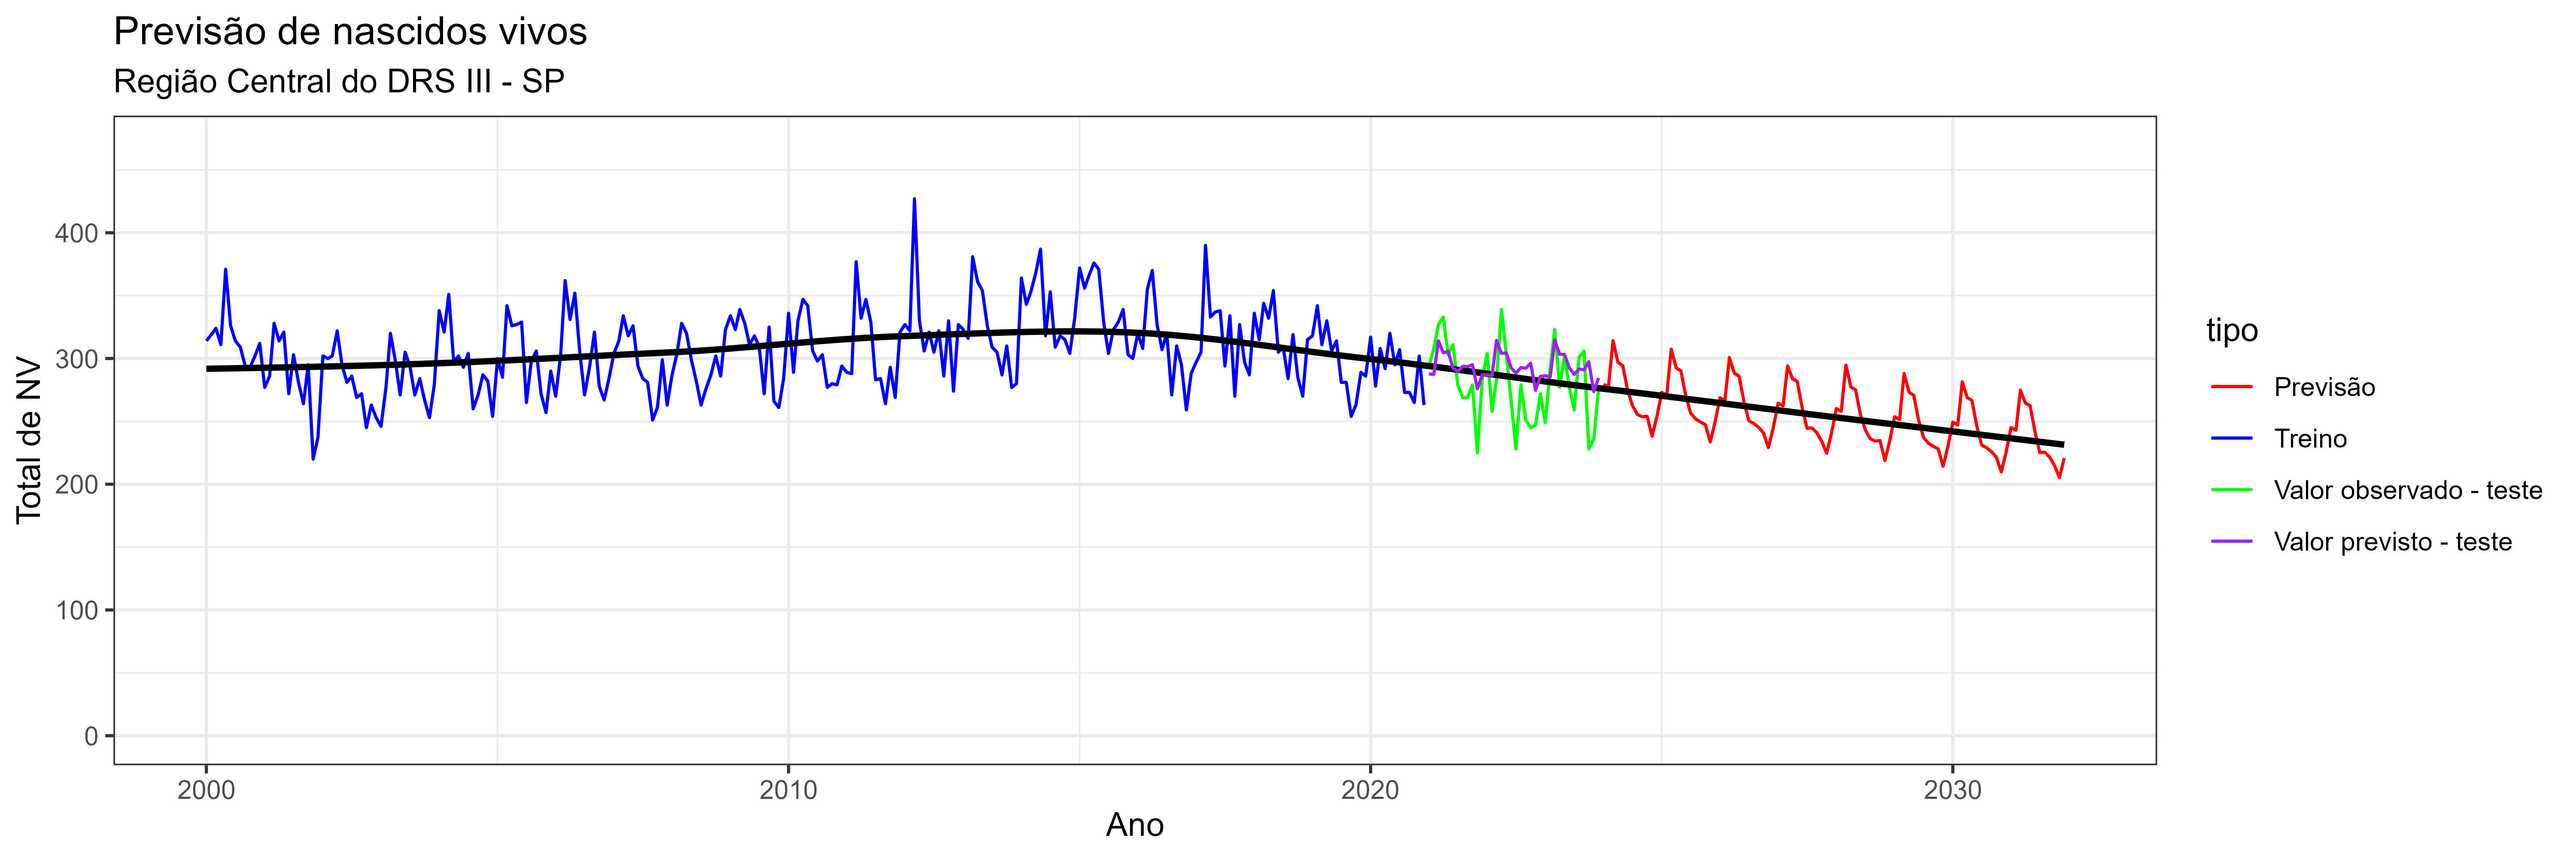 Previsão de nascidos vivos
Região Central do DRS III - SP
Total de NV
400
300
200
100
0
2000
2010
2020
2030
Ano
tipo
Previsão
Treino
Valor observado - teste
Valor previsto - teste